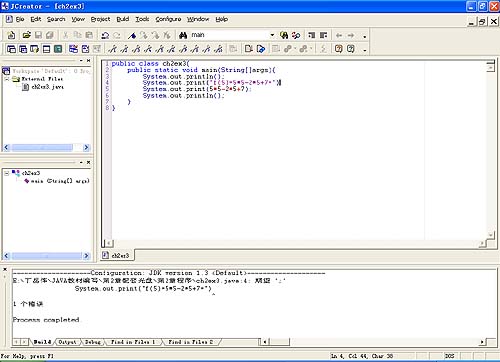 JCreator - [ch2ex3]
File Edit Search View Project Build Tools Configure Window Help
main
Workspace 'Default': 0 Proj
External Files
ch2ex3.java
ch2ex3
main (String[] args)
1 public class ch2ex3{
2 public static void main(String[]args){
3 System.out.println();
4 System.out.print("f(5)=5*5-2*5+7=")
5 System.out.print(5*5-2*5+7);
6 System.out.println();
7 }
8 }
ch2ex3
--------------------Configuration: JDK version 1.3 <Default>--------------------
JAVA教材编写\第2章配套光盘\第2章程序\ch2ex3.java:4: 期望 ';'
System.out.print("f(5)=5*5-2*5+7=")
^
1 个错误
Process completed.
Build Output Debug Find in Files 1 Find in Files 2
For Help, press F1
Ln 4, Col 44, Char 38
DOS